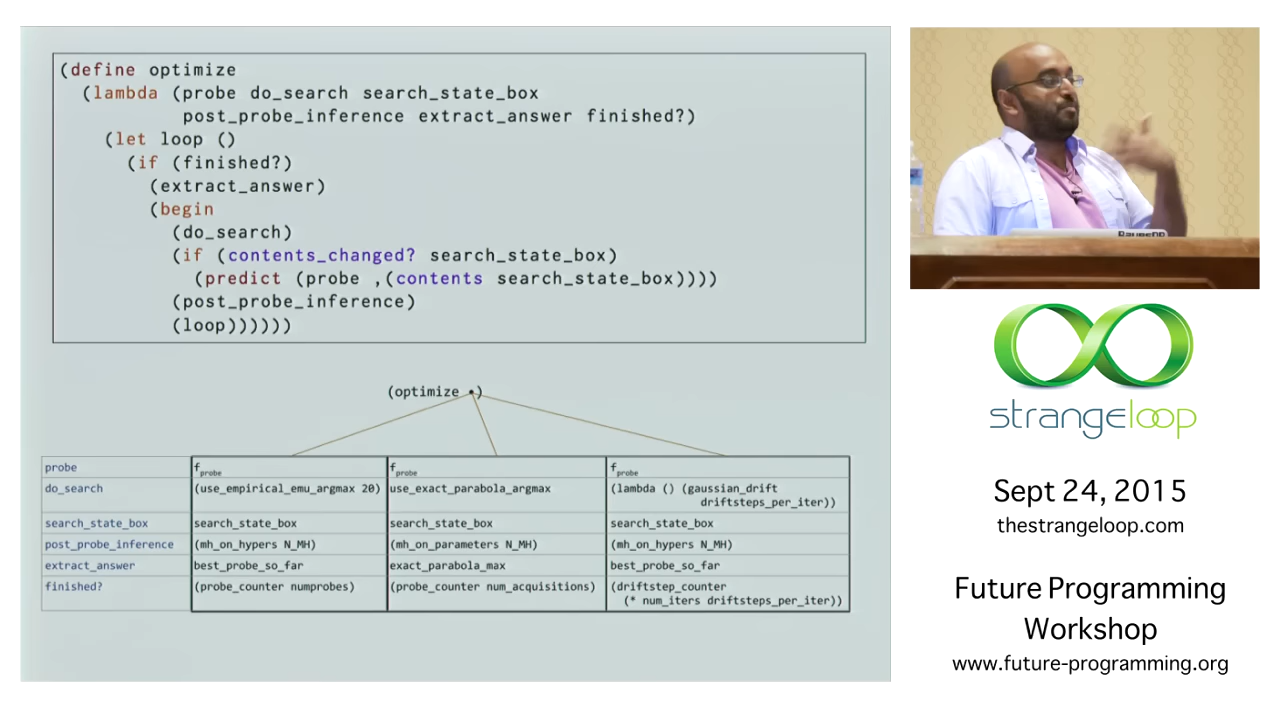 (define optimize
(lambda (probe do_search search_state_box
post_probe_inference extract_answer finished?)
(let loop ()
(if (finished?)
(extract_answer)
(begin
(do_search)
(if (contents_changed? search_state_box)
(predict (probe ,(contents search_state_box))))
(post_probe_inference)
(loop))))))
(optimize •)
probe f_probe f_probe f_probe
do_search (use_empirical_emu_argmax 20) use_exact_parabola_argmax (lambda () (gaussian_drift
driftsteps_per_iter))
search_state_box search_state_box search_state_box search_state_box
post_probe_inference (mh_on_hypers N_MH) (mh_on_parameters N_MH) (mh_on_hypers N_MH)
extract_answer best_probe_so_far exact_parabola_max best_probe_so_far
finished? (probe_counter numprobes) (probe_counter num_acquisitions) (driftstep_counter
(* num_iters driftsteps_per_iter))
strangeloop
Sept 24, 2015
thestrangeloop.com
Future Programming
Workshop
www.future-programming.org